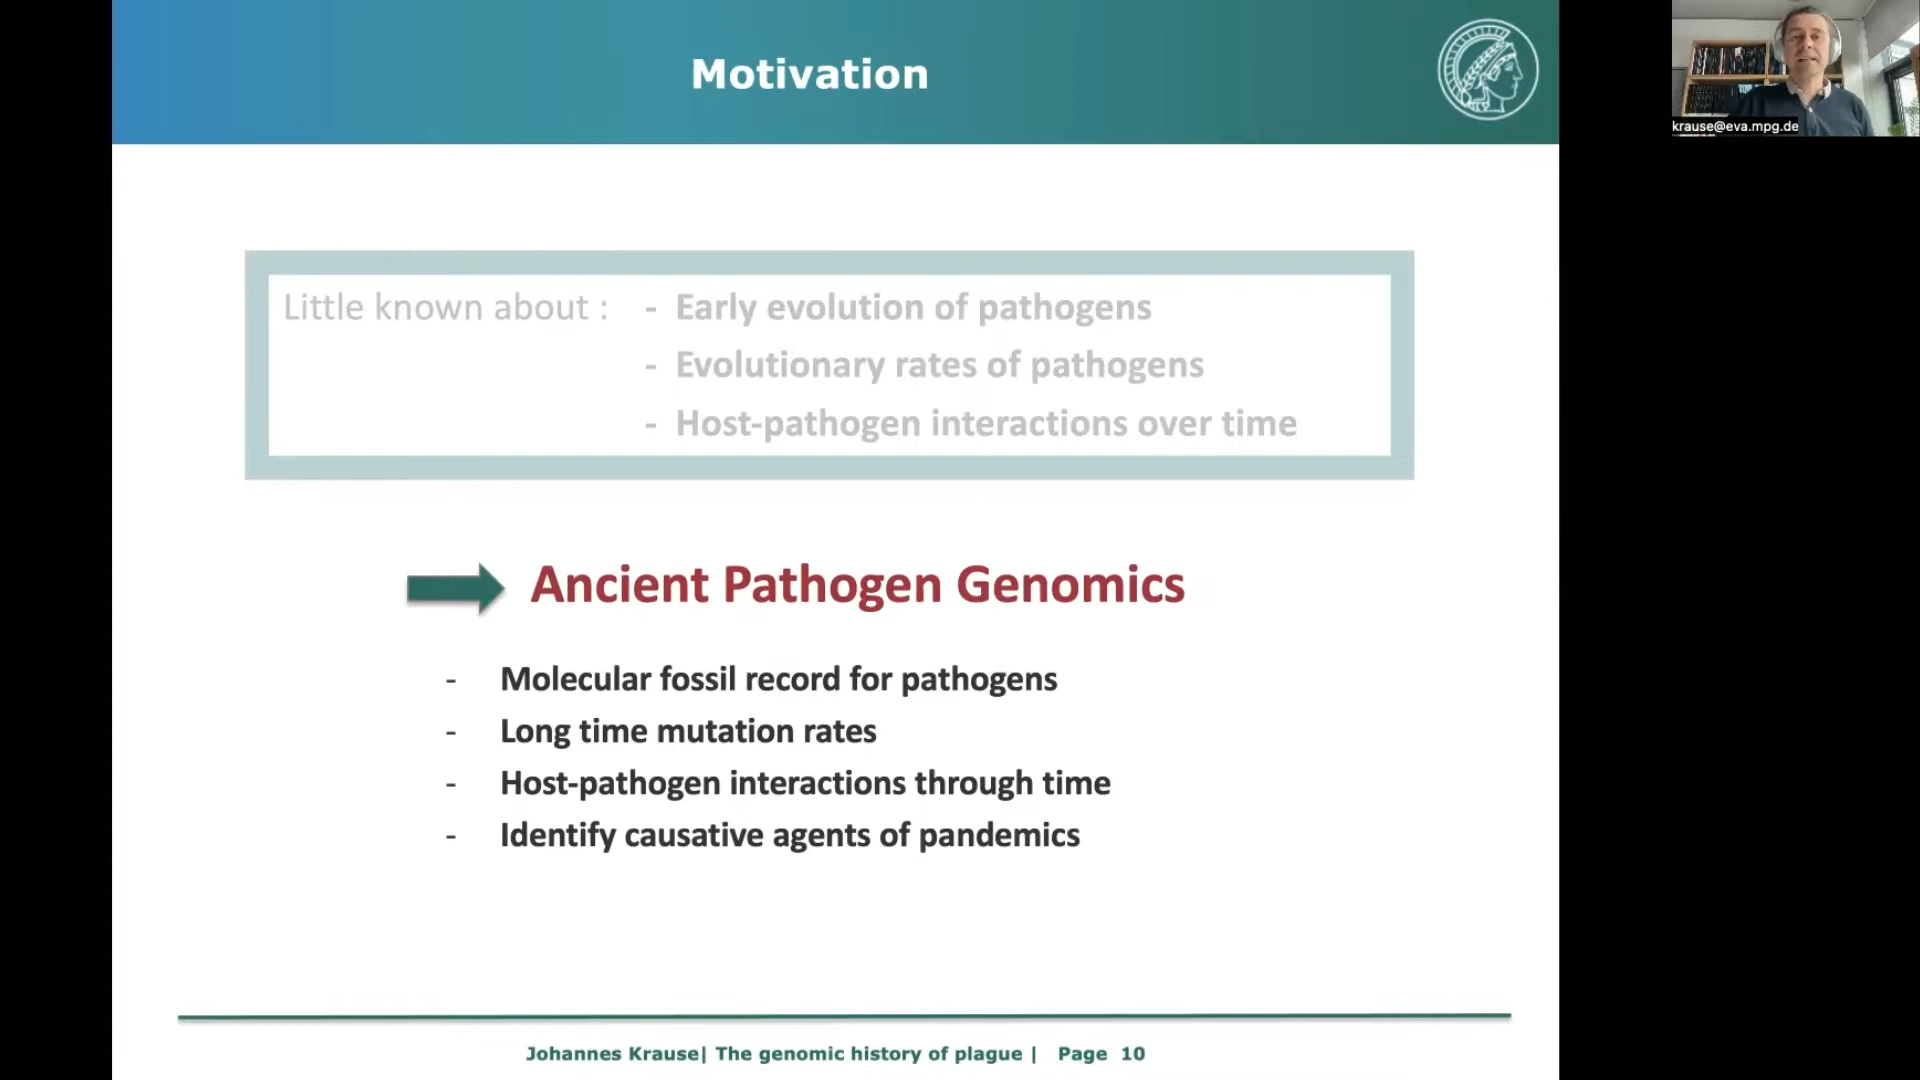 Motivation
krause@eva.mpg.de
Little known about : - Early evolution of pathogens
- Evolutionary rates of pathogens
- Host-pathogen interactions over time
Ancient Pathogen Genomics
- Molecular fossil record for pathogens
- Long time mutation rates
- Host-pathogen interactions through time
- Identify causative agents of pandemics
Johannes Krause| The genomic history of plague | Page 10